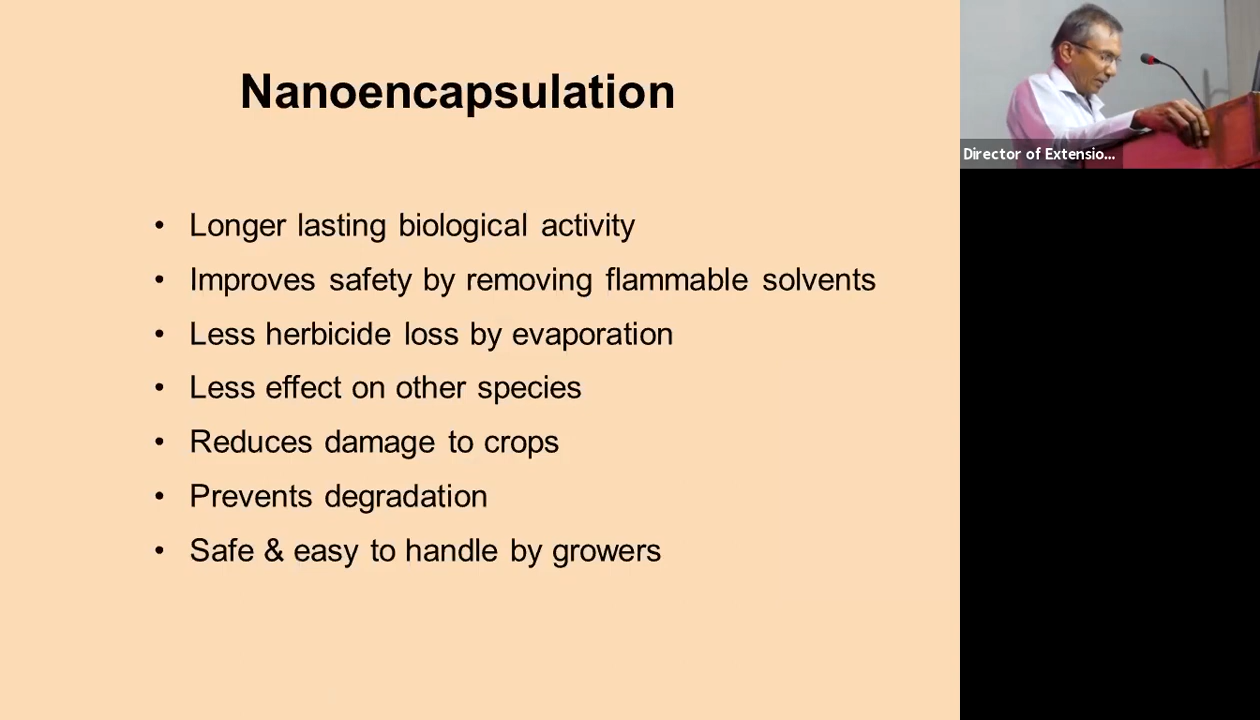 Nanoencapsulation
• Longer lasting biological activity
• Improves safety by removing flammable solvents
• Less herbicide loss by evaporation
• Less effect on other species
• Reduces damage to crops
• Prevents degradation
• Safe & easy to handle by growers
Director of Extensio...